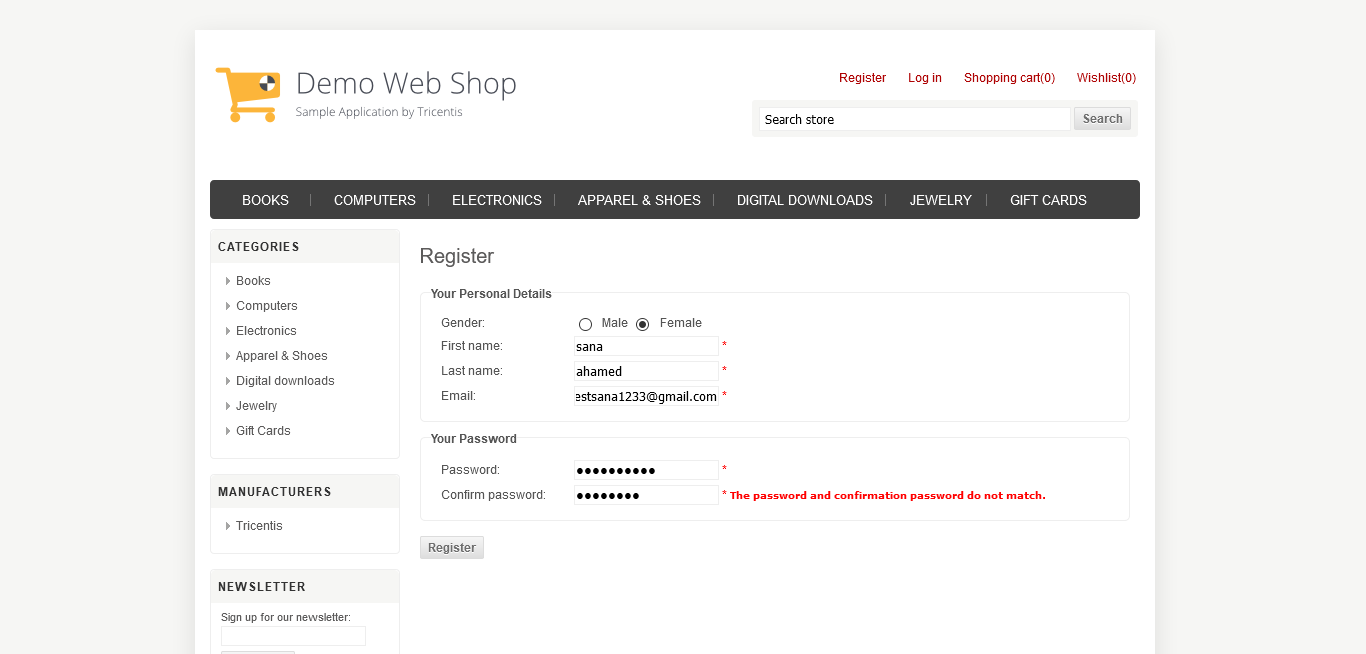 Demo Web Shop
Sample Application by Tricentis
Register Log in Shopping cart(0) Wishlist(0)
Search store Search
BOOKS COMPUTERS ELECTRONICS APPAREL & SHOES DIGITAL DOWNLOADS JEWELRY GIFT CARDS
CATEGORIES
Books
Computers
Electronics
Apparel & Shoes
Digital downloads
Jewelry
Gift Cards
MANUFACTURERS
Tricentis
NEWSLETTER
Sign up for our newsletter:
Register
Your Personal Details
Gender: Male Female
First name: sana *
Last name: ahamed *
Email: estsana1233@gmail.com *
Your Password
Password: ●●●●●●●●●● *
Confirm password: ●●●●●●●● * The password and confirmation password do not match.
Register